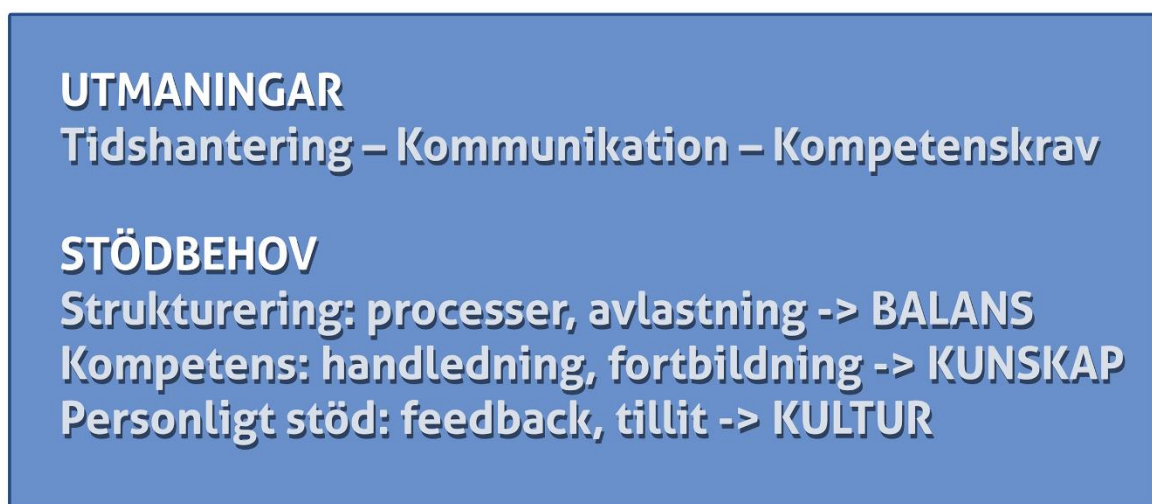 UTMANINGAR
Tidshantering – Kommunikation – Kompetenskrav
STÖDBEHOV
Strukturering: processer, avlastning -> BALANS
Kompetens: handledning, fortbildning -> KUNSKAP
Personligt stöd: feedback, tillit -> KULTUR